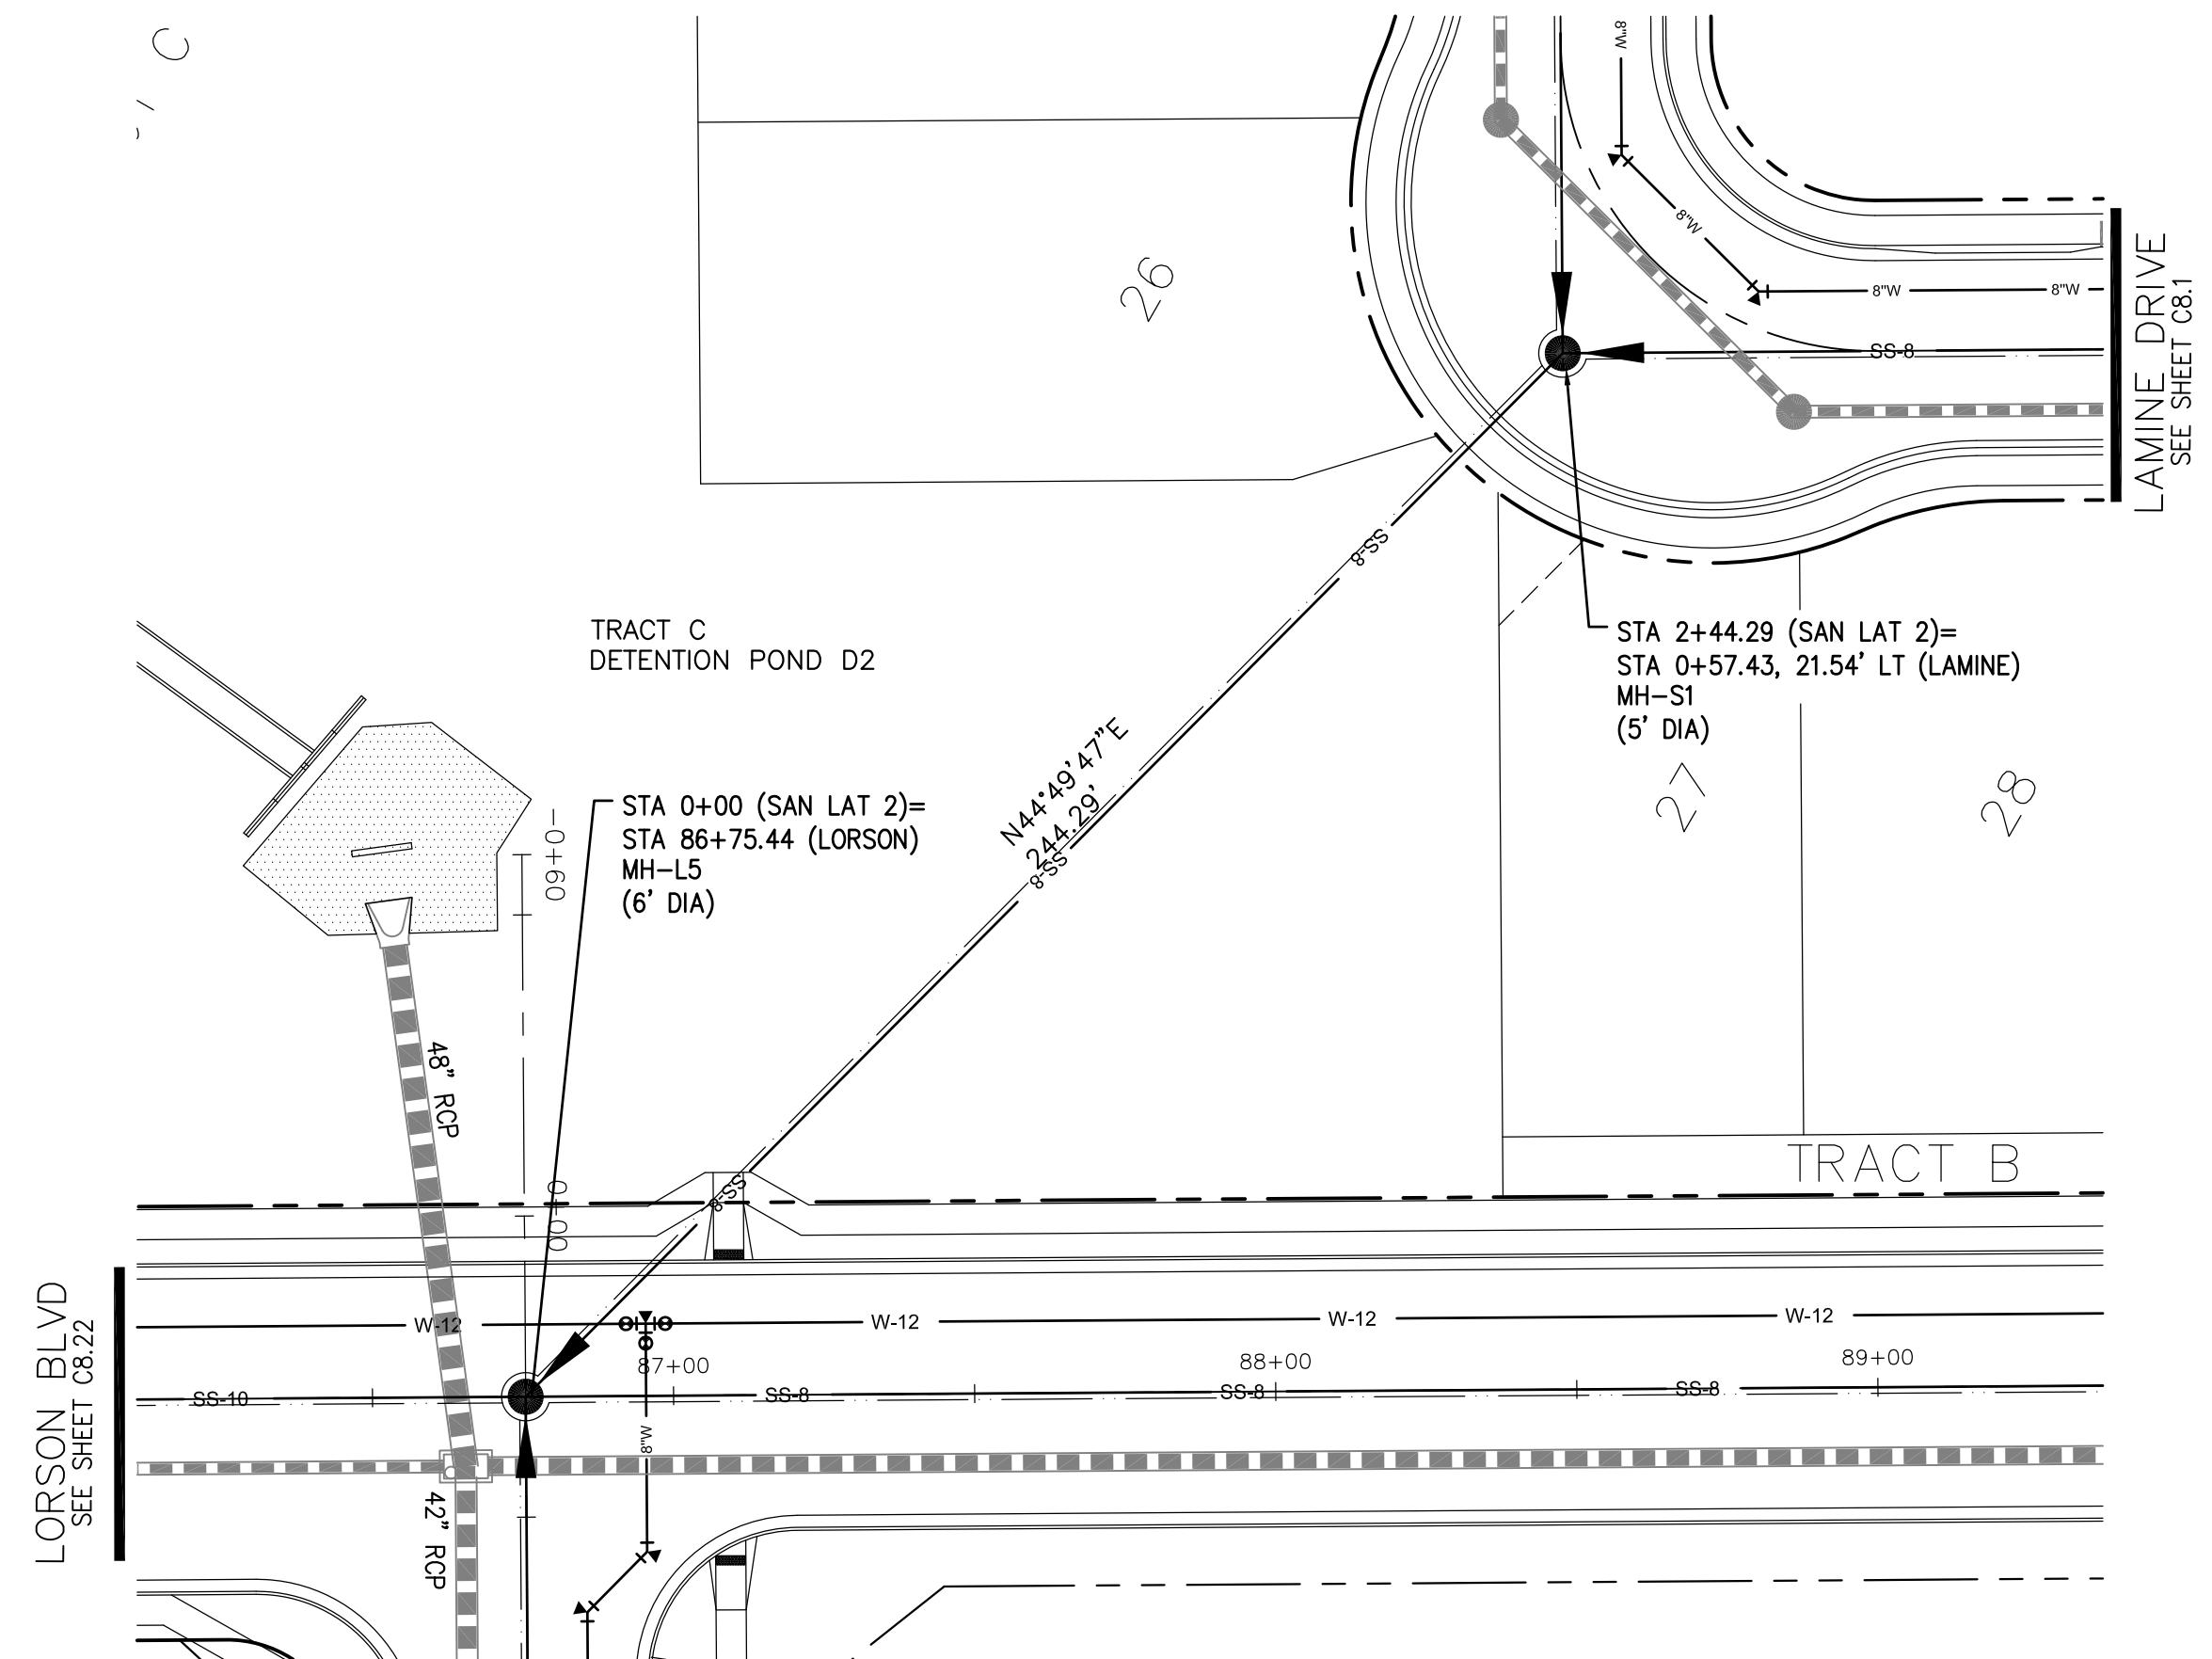 C
8"W
26
8"W
8"W
8"W
SS-8
LAMINE DRIVE
SEE SHEET C8.1
8-SS
TRACT C
DETENTION POND D2
STA 2+44.29 (SAN LAT 2)=
STA 0+57.43, 21.54' LT (LAMINE)
MH-S1
(5' DIA)
27
28
N44°49'47"E
244.29'
8-SS
STA 0+00 (SAN LAT 2)=
STA 86+75.44 (LORSON)
MH-L5
(6' DIA)
-0+60
48" RCP
0+00
8-SS
TRACT B
LORSON BLVD
SEE SHEET C8.22
W-12
W-12
W-12
W-12
87+00
88+00
89+00
SS-10
SS-8
SS-8
SS-8
8"W
42" RCP